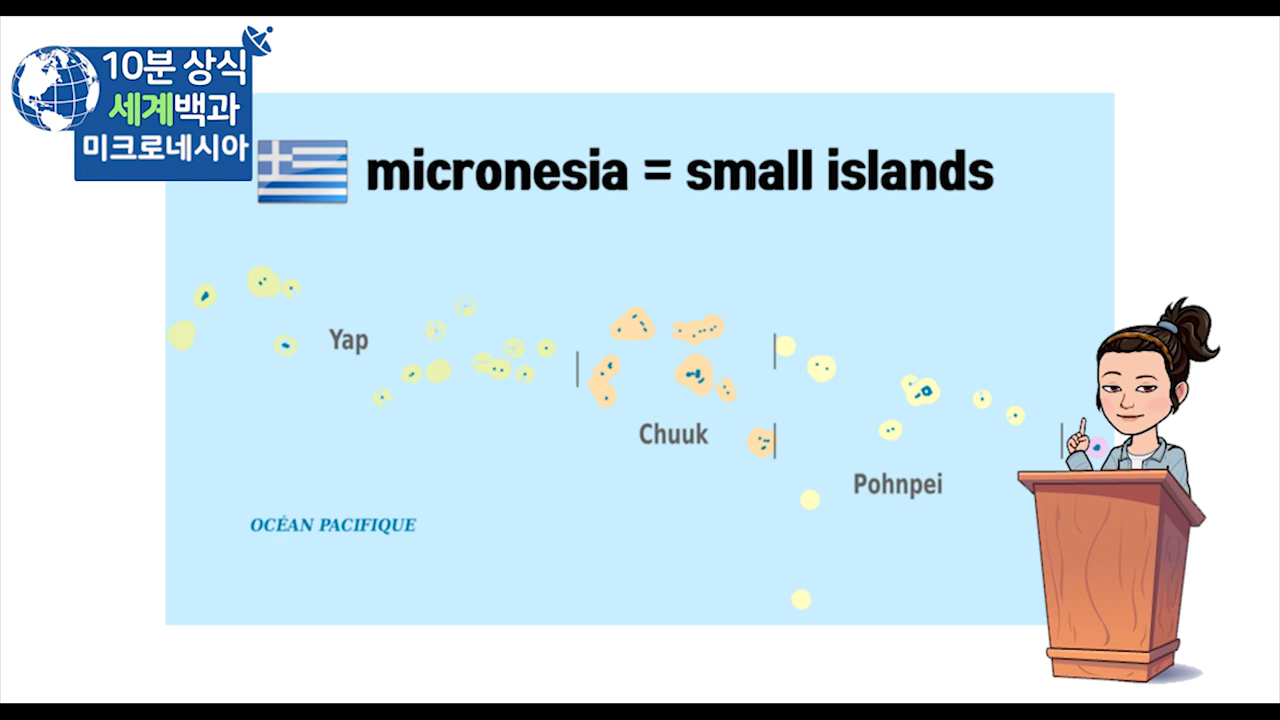 10분 상식
세계백과
미크로네시아
micronesia = small islands
Yap
Chuuk
Pohnpei
OCÉAN PACIFIQUE